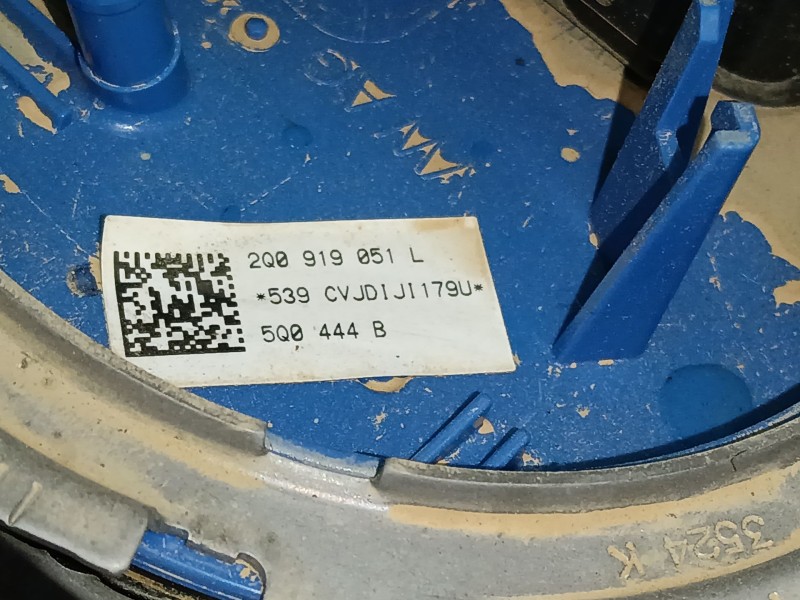 2Q0 919 051 L
*539 CVJDIJI179U*
5Q0 444 B
3524 K